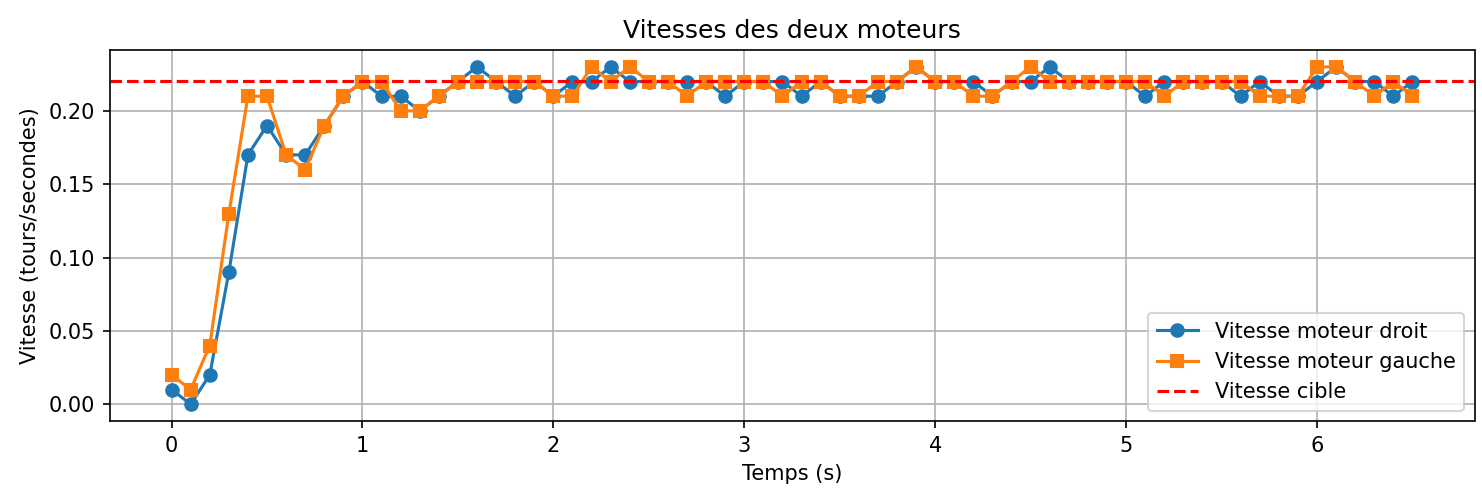 Vitesses des deux moteurs
Vitesse (tours/secondes)
0.20
0.15
0.10
0.05
0.00
Vitesse moteur droit
Vitesse moteur gauche
Vitesse cible
0 1 2 3 4 5 6
Temps (s)